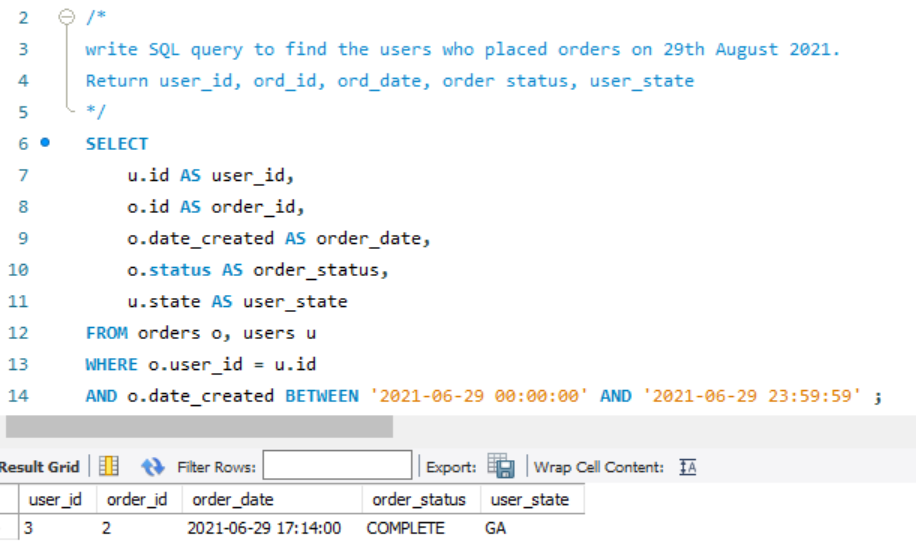 2 /*
3 write SQL query to find the users who placed orders on 29th August 2021.
4 Return user_id, ord_id, ord_date, order status, user_state
5 */
6 SELECT
7 u.id AS user_id,
8 o.id AS order_id,
9 o.date_created AS order_date,
10 o.status AS order_status,
11 u.state AS user_state
12 FROM orders o, users u
13 WHERE o.user_id = u.id
14 AND o.date_created BETWEEN '2021-06-29 00:00:00' AND '2021-06-29 23:59:59' ;
Result Grid Filter Rows: Export: Wrap Cell Content: IA
user_id order_id order_date order_status user_state
3 2 2021-06-29 17:14:00 COMPLETE GA